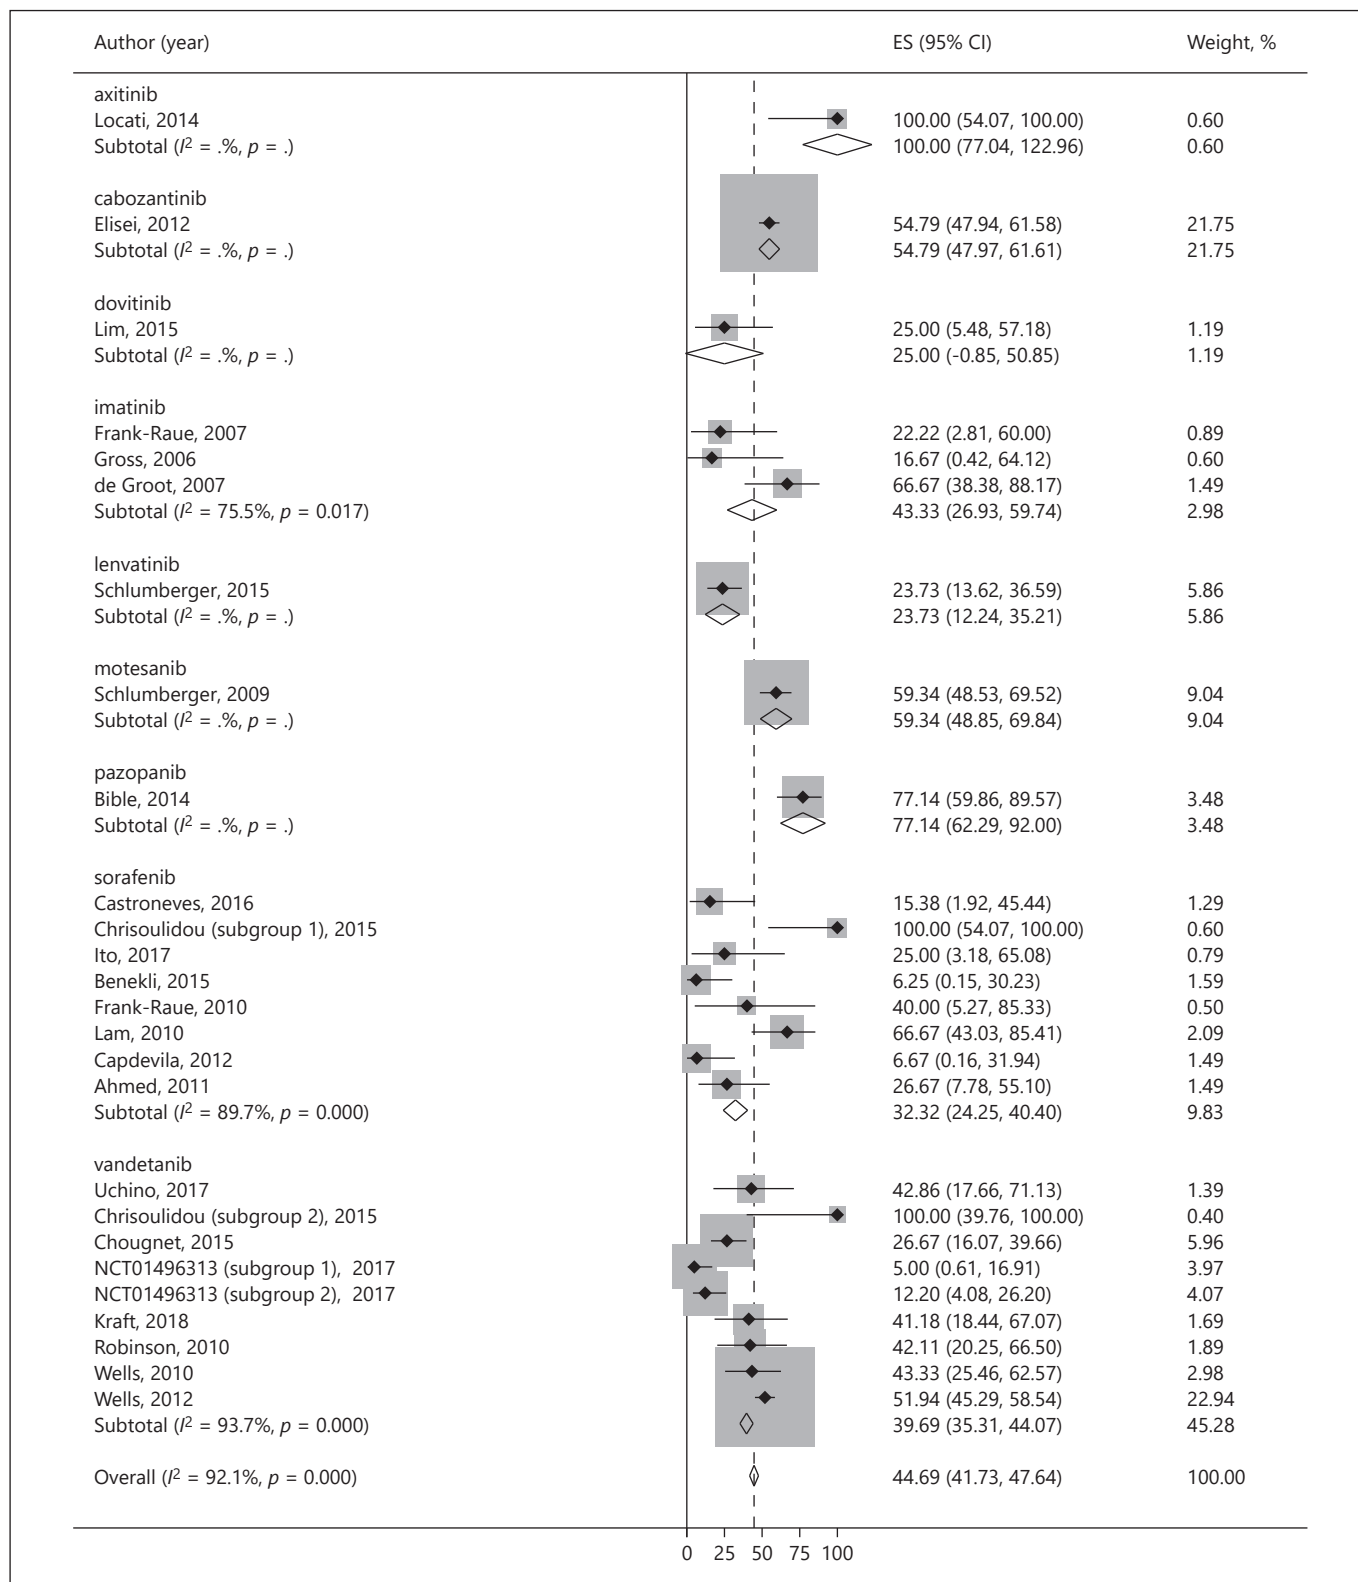 Author (year) ES (95% CI) Weight, %
axitinib
Locati, 2014 100.00 (54.07, 100.00) 0.60
Subtotal (I² = .%, p = .) 100.00 (77.04, 122.96) 0.60
cabozantinib
Elisei, 2012 54.79 (47.94, 61.58) 21.75
Subtotal (I² = .%, p = .) 54.79 (47.97, 61.61) 21.75
dovitinib
Lim, 2015 25.00 (5.48, 57.18) 1.19
Subtotal (I² = .%, p = .) 25.00 (-0.85, 50.85) 1.19
imatinib
Frank-Raue, 2007 22.22 (2.81, 60.00) 0.89
Gross, 2006 16.67 (0.42, 64.12) 0.60
de Groot, 2007 66.67 (38.38, 88.17) 1.49
Subtotal (I² = 75.5%, p = 0.017) 43.33 (26.93, 59.74) 2.98
lenvatinib
Schlumberger, 2015 23.73 (13.62, 36.59) 5.86
Subtotal (I² = .%, p = .) 23.73 (12.24, 35.21) 5.86
motesanib
Schlumberger, 2009 59.34 (48.53, 69.52) 9.04
Subtotal (I² = .%, p = .) 59.34 (48.85, 69.84) 9.04
pazopanib
Bible, 2014 77.14 (59.86, 89.57) 3.48
Subtotal (I² = .%, p = .) 77.14 (62.29, 92.00) 3.48
sorafenib
Castroneves, 2016 15.38 (1.92, 45.44) 1.29
Chrisoulidou (subgroup 1), 2015 100.00 (54.07, 100.00) 0.60
Ito, 2017 25.00 (3.18, 65.08) 0.79
Benekli, 2015 6.25 (0.15, 30.23) 1.59
Frank-Raue, 2010 40.00 (5.27, 85.33) 0.50
Lam, 2010 66.67 (43.03, 85.41) 2.09
Capdevila, 2012 6.67 (0.16, 31.94) 1.49
Ahmed, 2011 26.67 (7.78, 55.10) 1.49
Subtotal (I² = 89.7%, p = 0.000) 32.32 (24.25, 40.40) 9.83
vandetanib
Uchino, 2017 42.86 (17.66, 71.13) 1.39
Chrisoulidou (subgroup 2), 2015 100.00 (39.76, 100.00) 0.40
Chougnet, 2015 26.67 (16.07, 39.66) 5.96
NCT01496313 (subgroup 1), 2017 5.00 (0.61, 16.91) 3.97
NCT01496313 (subgroup 2), 2017 12.20 (4.08, 26.20) 4.07
Kraft, 2018 41.18 (18.44, 67.07) 1.69
Robinson, 2010 42.11 (20.25, 66.50) 1.89
Wells, 2010 43.33 (25.46, 62.57) 2.98
Wells, 2012 51.94 (45.29, 58.54) 22.94
Subtotal (I² = 93.7%, p = 0.000) 39.69 (35.31, 44.07) 45.28
Overall (I² = 92.1%, p = 0.000) 44.69 (41.73, 47.64) 100.00
0 25 50 75 100